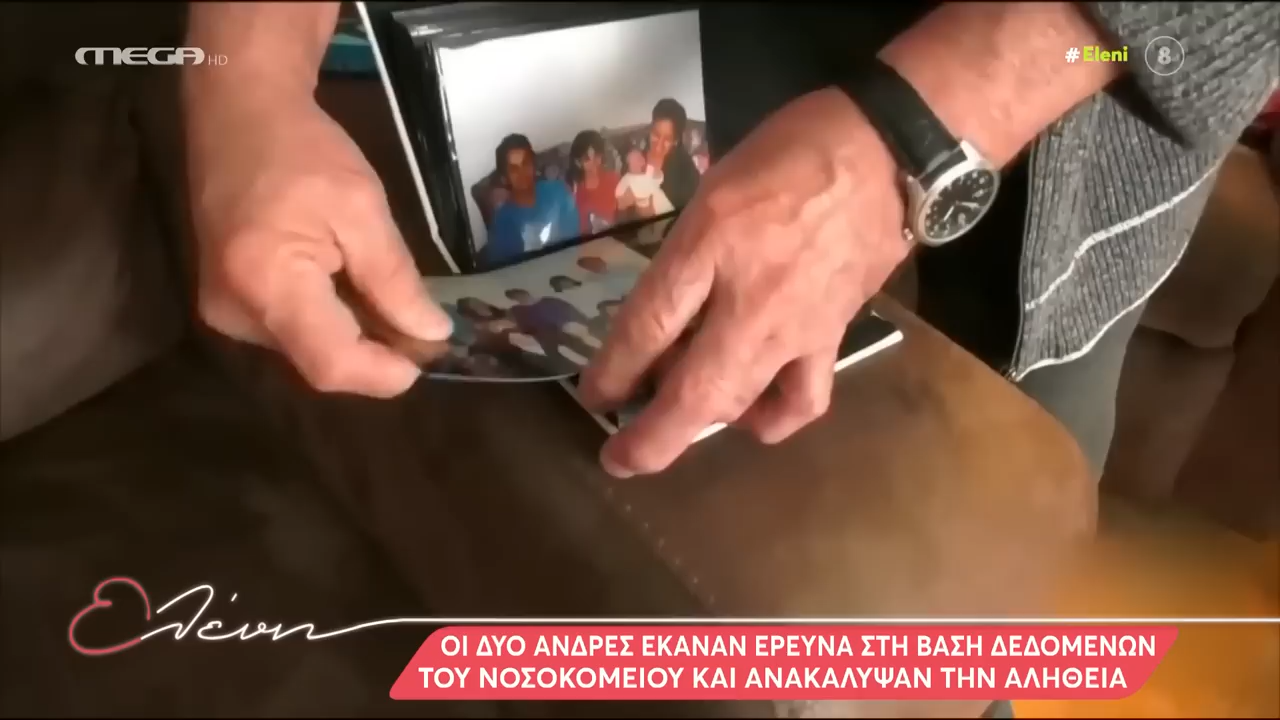 MEGA HD
#Eleni 8
Ελένη
ΟΙ ΔΥΟ ΑΝΔΡΕΣ ΕΚΑΝΑΝ ΕΡΕΥΝΑ ΣΤΗ ΒΑΣΗ ΔΕΔΟΜΕΝΩΝ
ΤΟΥ ΝΟΣΟΚΟΜΕΙΟΥ ΚΑΙ ΑΝΑΚΑΛΥΨΑΝ ΤΗΝ ΑΛΗΘΕΙΑ